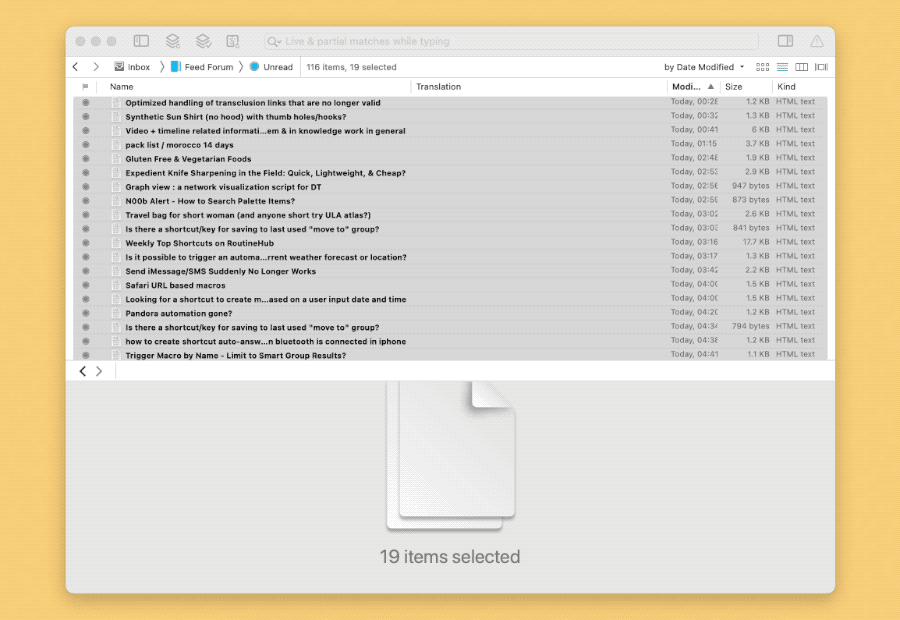 Live & partial matches while typing
Inbox Feed Forum Unread 116 items, 19 selected by Date Modified
Name Translation Modi... Size Kind
Optimized handling of transclusion links that are no longer valid Today, 00:28 1.2 KB HTML text
Synthetic Sun Shirt (no hood) with thumb holes/hooks? Today, 00:32 1.3 KB HTML text
Video + timeline related informati...em & in knowledge work in general Today, 00:41 6 KB HTML text
pack list / morocco 14 days Today, 01:15 3.7 KB HTML text
Gluten Free & Vegetarian Foods Today, 02:48 1.9 KB HTML text
Expedient Knife Sharpening in the Field: Quick, Lightweight, & Cheap? Today, 02:52 2.9 KB HTML text
Graph view : a network visualization script for DT Today, 02:56 947 bytes HTML text
N00b Alert - How to Search Palette Items? Today, 02:59 873 bytes HTML text
Travel bag for short woman (and anyone short try ULA atlas?) Today, 03:02 2.6 KB HTML text
Is there a shortcut/key for saving to last used "move to" group? Today, 03:03 841 bytes HTML text
Weekly Top Shortcuts on RoutineHub Today, 03:16 17.7 KB HTML text
Is it possible to trigger an automa...rrent weather forecast or location? Today, 03:17 1.3 KB HTML text
Send iMessage/SMS Suddenly No Longer Works Today, 03:42 2.2 KB HTML text
Safari URL based macros Today, 04:00 1.5 KB HTML text
Looking for a shortcut to create m...ased on a user input date and time Today, 04:00 1.5 KB HTML text
Pandora automation gone? Today, 04:20 1.2 KB HTML text
Is there a shortcut/key for saving to last used "move to" group? Today, 04:34 794 bytes HTML text
how to create shortcut auto-answ...n bluetooth is connected in iphone Today, 04:38 1.2 KB HTML text
Trigger Macro by Name - Limit to Smart Group Results? Today, 04:41 1.1 KB HTML text
19 items selected